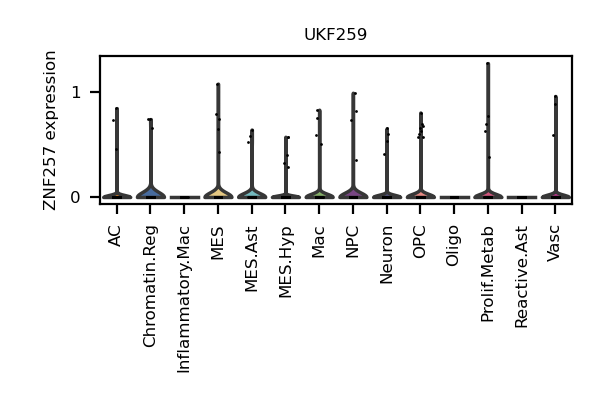 UKF259
ZNF257 expression
1
0
AC
Chromatin.Reg
Inflammatory.Mac
MES
MES.Ast
MES.Hyp
Mac
NPC
Neuron
OPC
Oligo
Prolif.Metab
Reactive.Ast
Vasc